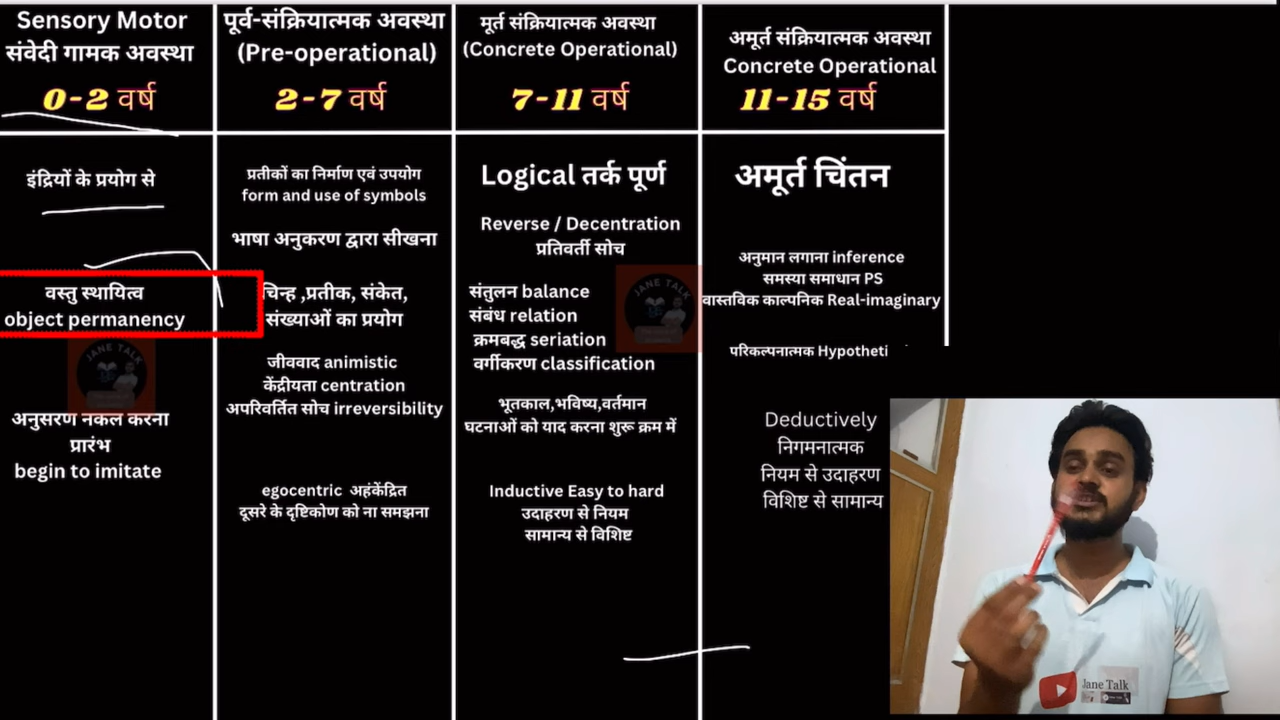 Sensory Motor
संवेदी गामक अवस्था
0-2 वर्ष
इंद्रियों के प्रयोग से
वस्तु स्थायित्व
object permanency
JANE TALK
अनुसरण नकल करना
प्रारंभ
begin to imitate
पूर्व-संक्रियात्मक अवस्था
(Pre-operational)
2-7 वर्ष
प्रतीकों का निर्माण एवं उपयोग
form and use of symbols
भाषा अनुकरण द्वारा सीखना
चिन्ह ,प्रतीक, संकेत,
संख्याओं का प्रयोग
जीववाद animistic
केंद्रीयता centration
अपरिवर्तित सोच irreversibility
egocentric अहंकेंद्रित
दूसरे के दृष्टिकोण को ना समझना
मूर्त संक्रियात्मक अवस्था
(Concrete Operational)
7-11 वर्ष
Logical तर्क पूर्ण
Reverse / Decentration
प्रतिवर्ती सोच
संतुलन balance
संबंध relation
क्रमबद्ध seriation
वर्गीकरण classification
JANE TALK
भूतकाल,भविष्य,वर्तमान
घटनाओं को याद करना शुरू क्रम में
Inductive Easy to hard
उदाहरण से नियम
सामान्य से विशिष्ट
अमूर्त संक्रियात्मक अवस्था
Concrete Operational
11-15 वर्ष
अमूर्त चिंतन
अनुमान लगाना inference
समस्या समाधान PS
वास्तविक काल्पनिक Real-imaginary
परिकल्पनात्मक Hypotheti
Deductively
निगमनात्मक
नियम से उदाहरण
विशिष्ट से सामान्य
Jane Talk